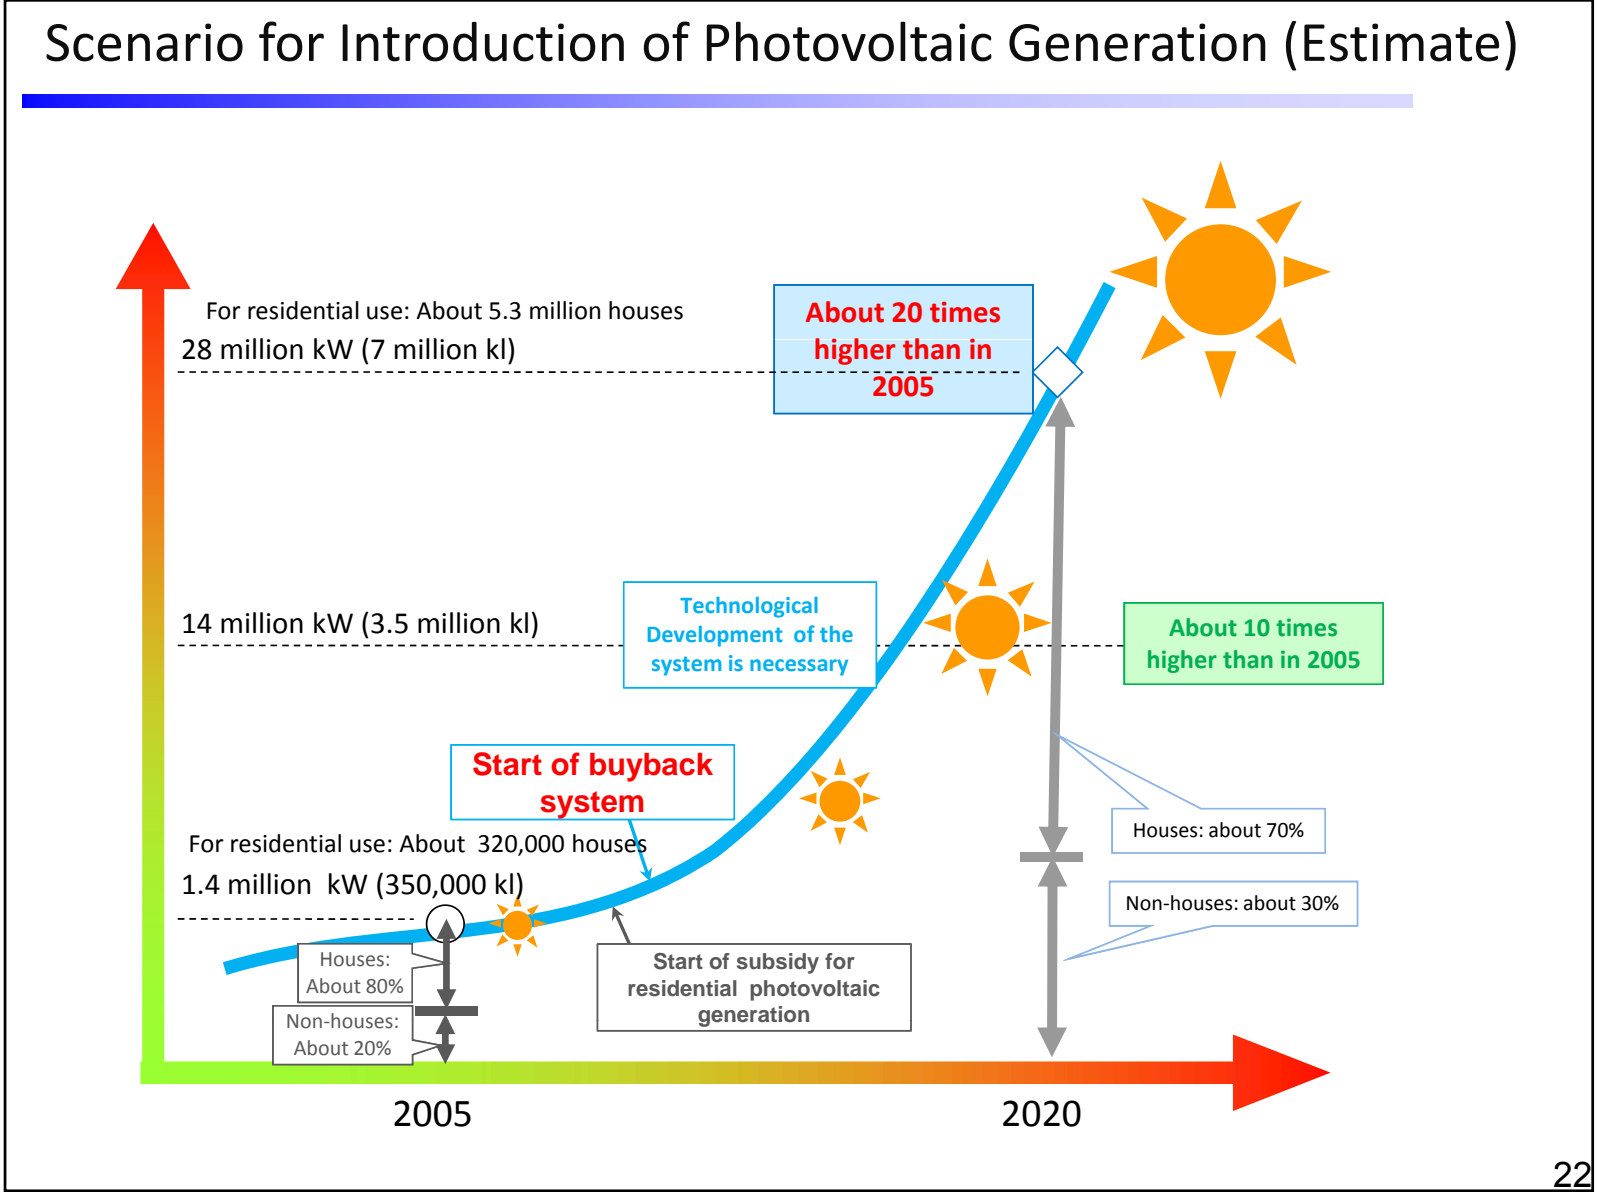 Scenario for Introduction of Photovoltaic Generation (Estimate)
For residential use: About 5.3 million houses
28 million kW (7 million kl)
About 20 times
higher than in
2005
14 million kW (3.5 million kl)
Technological
Development of the
system is necessary
About 10 times
higher than in 2005
Start of buyback
system
For residential use: About 320,000 houses
1.4 million kW (350,000 kl)
Houses: about 70%
Non-houses: about 30%
Houses:
About 80%
Non-houses:
About 20%
Start of subsidy for
residential photovoltaic
generation
2005
2020
22